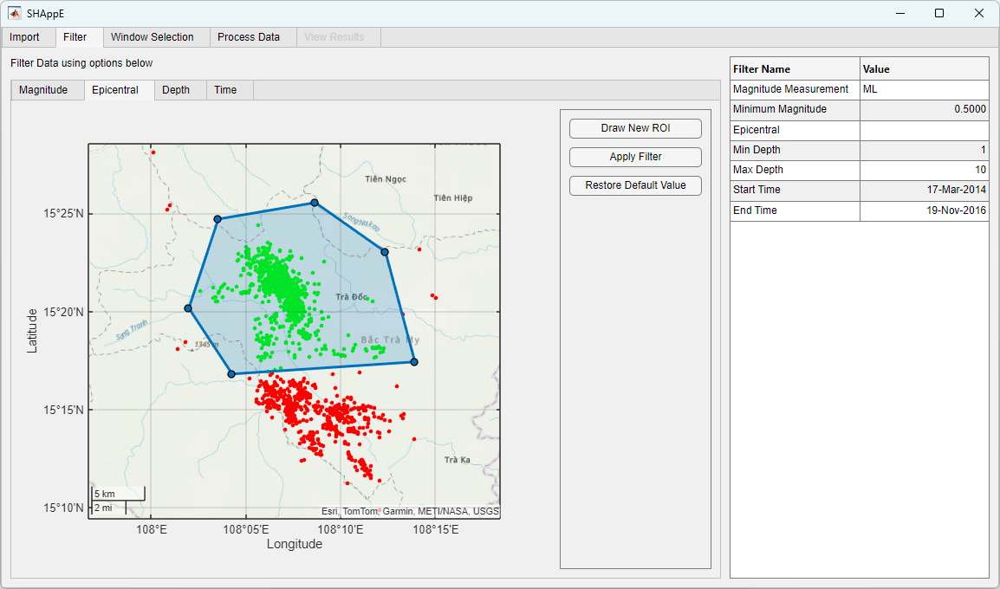 SHAppE
Import Filter Window Selection Process Data View Results
Filter Data using options below
Magnitude Epicentral Depth Time
Draw New ROI
Apply Filter
Restore Default Value
Filter Name Value
Magnitude Measurement ML
Minimum Magnitude 0.5000
Epicentral
Min Depth 1
Max Depth 10
Start Time 17-Mar-2014
End Time 19-Nov-2016
Tiên Ngọc
Tiên Hiệp
15°25'N
15°20'N
Trà Đốc
Latitude
Song Tranh
Bắc Trà My
1345 m
15°15'N
Trà Ka
5 km
2 mi
15°10'N
Esri, TomTom, Garmin, METI/NASA, USGS
108°E 108°05'E 108°10'E 108°15'E
Longitude